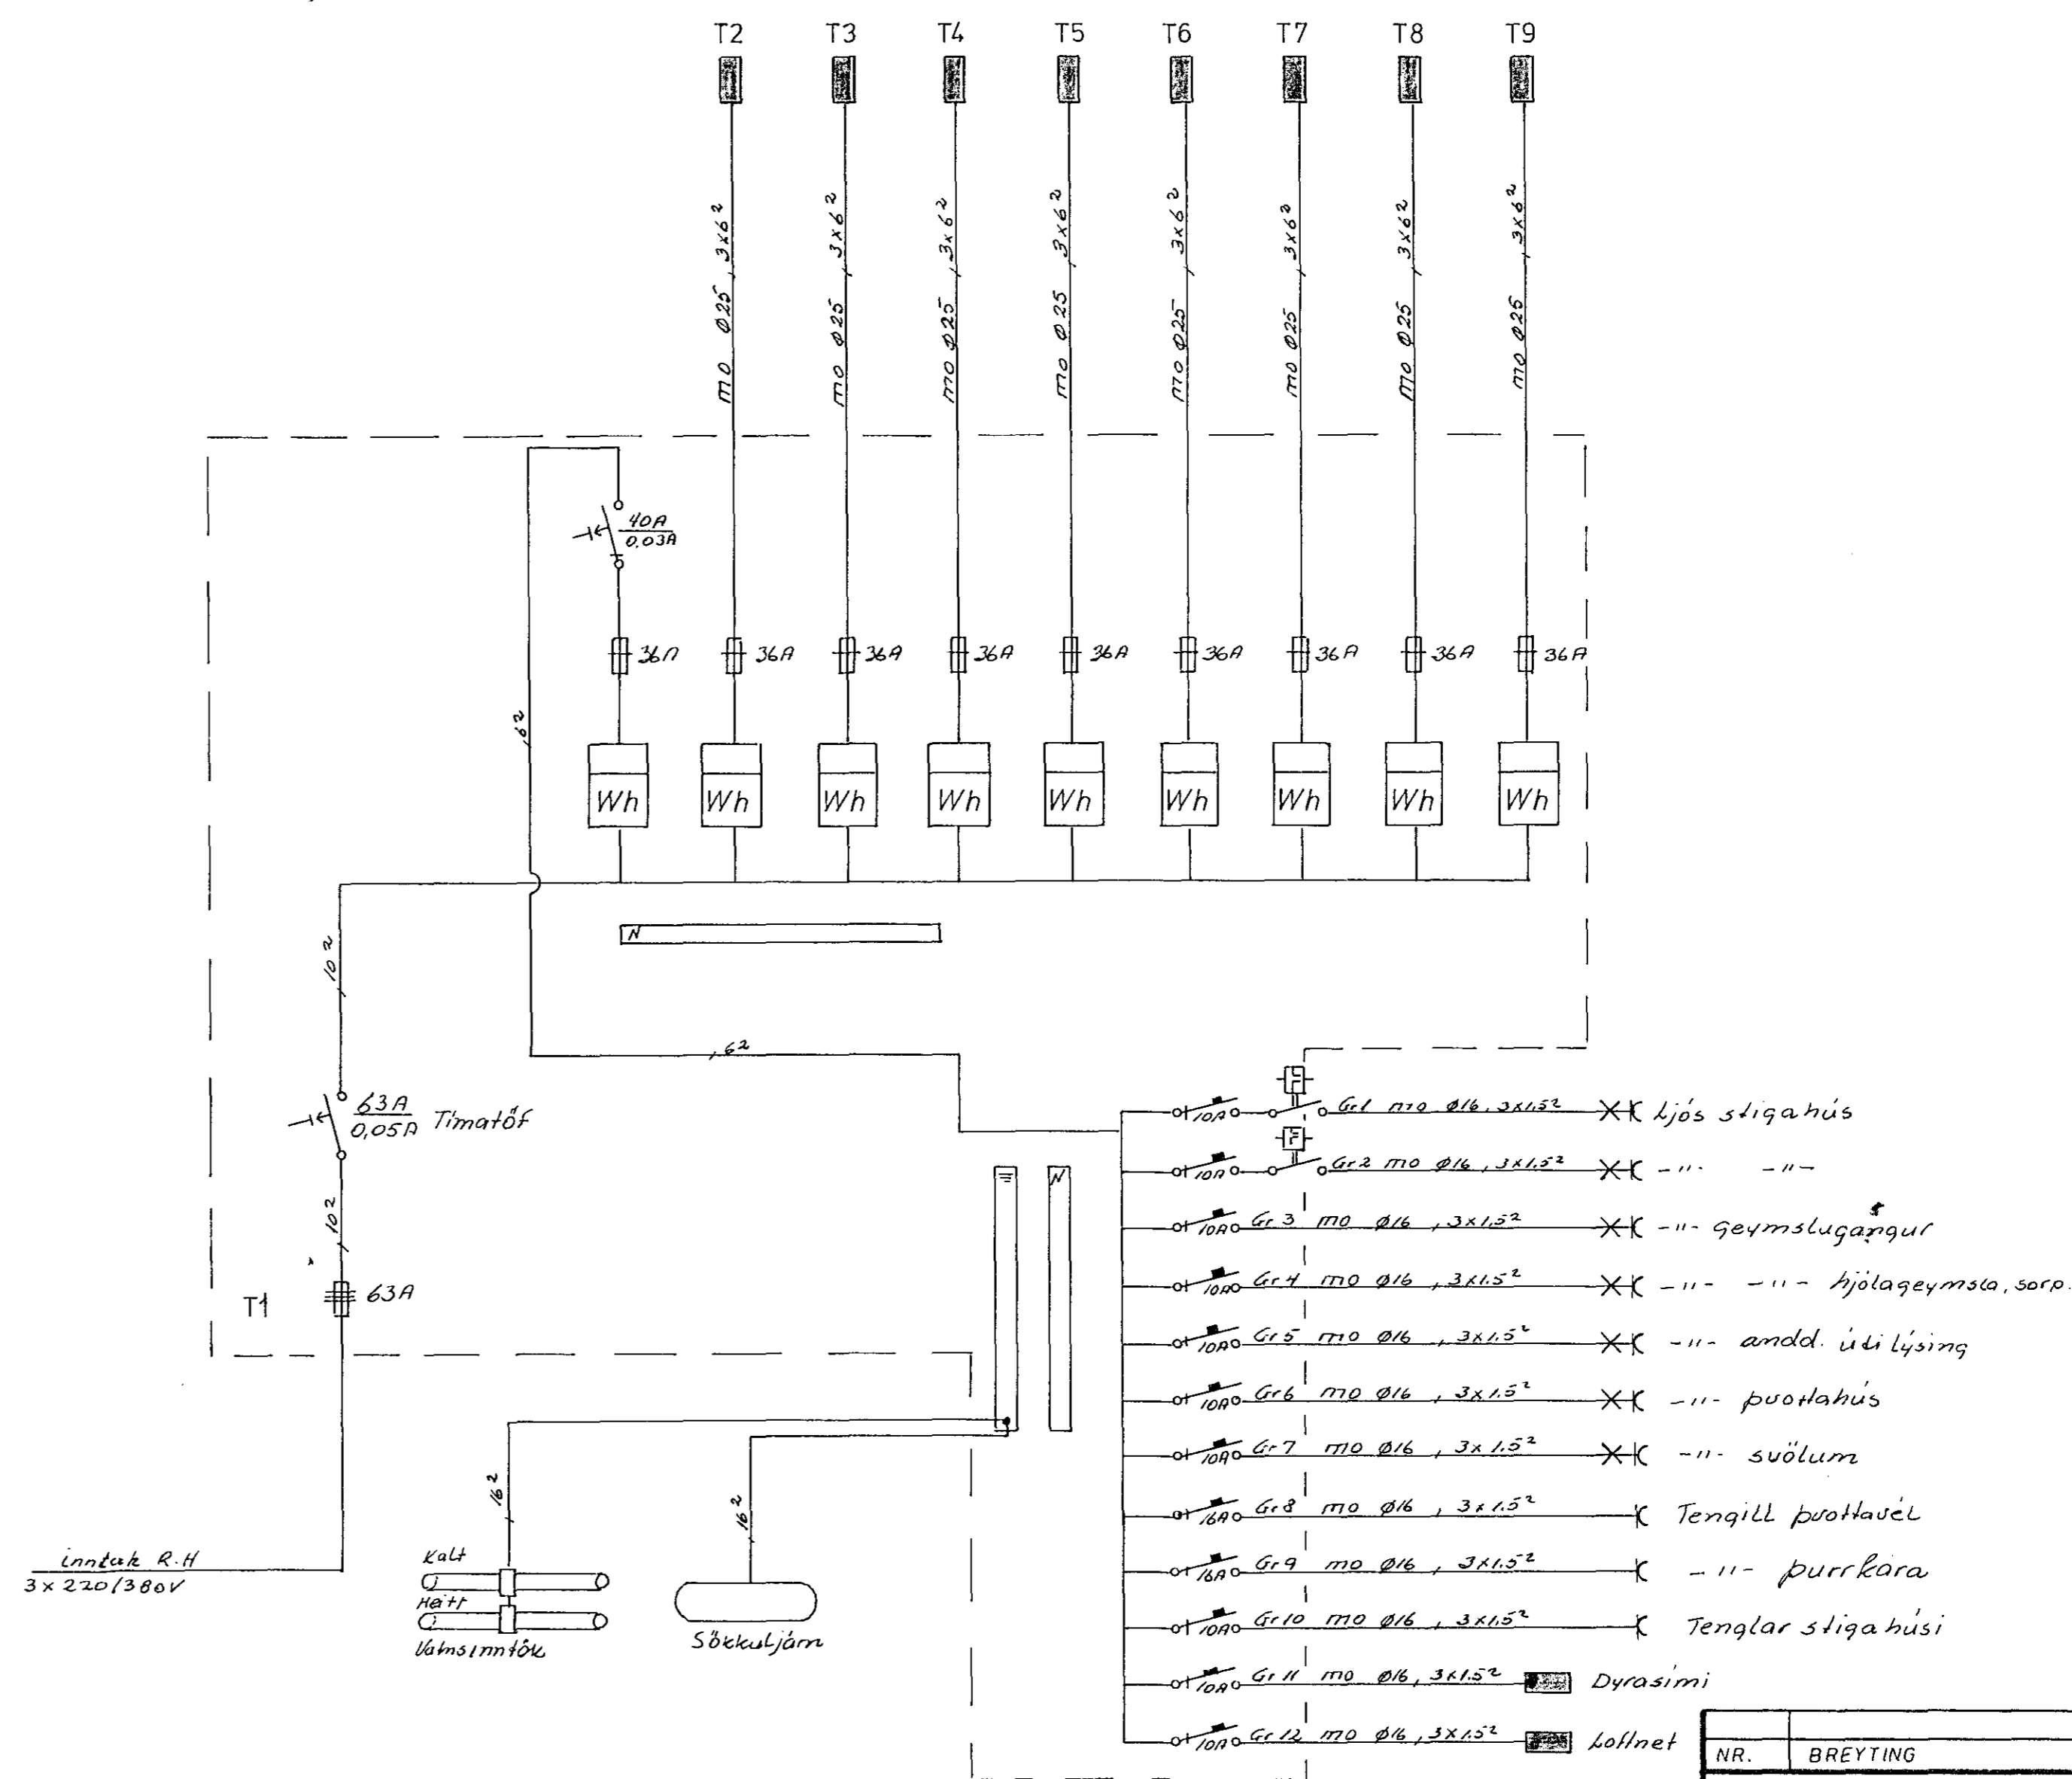 T2 T3 T4 T5 T6 T7 T8 T9
mo Ø25, 3x6²
mo Ø25, 3x6²
mo Ø25, 3x6²
mo Ø25, 3x6²
mo Ø25, 3x6²
mo Ø25, 3x6²
mo Ø25, 3x6²
mo Ø25, 3x6²
40A
0,03A
36A 36A 36A 36A 36A 36A 36A 36A 36A
,6²
Wh Wh Wh Wh Wh Wh Wh Wh Wh
N
10²
,6²
63A
0,05A Tímatöf
10²
T1 63A
N
Gr1 mo Ø16, 3x1.5² Ljós stigahús
10A
Gr2 mo Ø16, 3x1.5² -"- -"-
10A
Gr.3 mo Ø16, 3x1.5² -"- geymslugangur
10A
Gr.4 mo Ø16, 3x1.5² -"- -"- hjólageymsla, sorp.
10A
Gr5 mo Ø16, 3x1.5² -"- andd. útilýsing
10A
Gr6 mo Ø16, 3x1.5² -"- þvottahús
10A
Gr7 mo Ø16, 3x1.5² -"- svölum
10A
Gr8 mo Ø16, 3x1.5² Tengill þvottavél
16A
Gr9 mo Ø16, 3x1.5² -"- þurrkara
16A
Gr10 mo Ø16, 3x1.5² Tenglar stigahúsi
10A
Gr11 mo Ø16, 3x1.5² Dyrasími
10A
Gr12 mo Ø16, 3x1.5² Loftnet
10A
16²
16²
inntak R.H
3x220/380V
Kalt
Heitt
Vatnsinntök
Sökkuljárn
NR. BREYTING